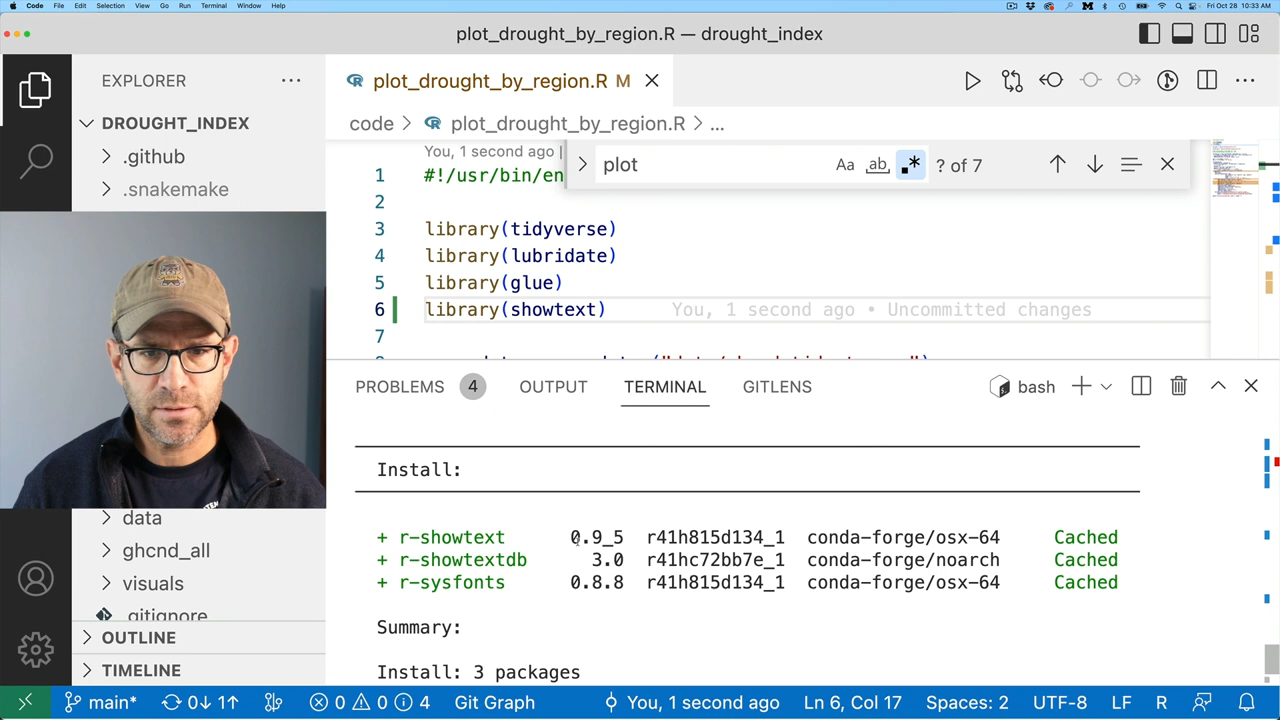 Code File Edit Selection View Go Run Terminal Window Help Fri Oct 28 10:33 AM
plot_drought_by_region.R — drought_index
EXPLORER
plot_drought_by_region.R M
DROUGHT_INDEX
code > plot_drought_by_region.R > ...
.github
.snakemake
You, 1 second ago |
plot
Aa
ab
.*
? of ?
1 #!/usr/bin/en
2
3 library(tidyverse)
4 library(lubridate)
5 library(glue)
6 library(showtext) You, 1 second ago • Uncommitted changes
7
PROBLEMS 4 OUTPUT TERMINAL GITLENS bash
Install:
+ r-showtext 0.9_5 r41h815d134_1 conda-forge/osx-64 Cached
+ r-showtextdb 3.0 r41hc72bb7e_1 conda-forge/noarch Cached
+ r-sysfonts 0.8.8 r41h815d134_1 conda-forge/osx-64 Cached
Summary:
Install: 3 packages
data
ghcnd_all
visuals
.gitignore
OUTLINE
TIMELINE
main* 0↓ 1↑ 0 0 4 Git Graph You, 1 second ago Ln 6, Col 17 Spaces: 2 UTF-8 LF R